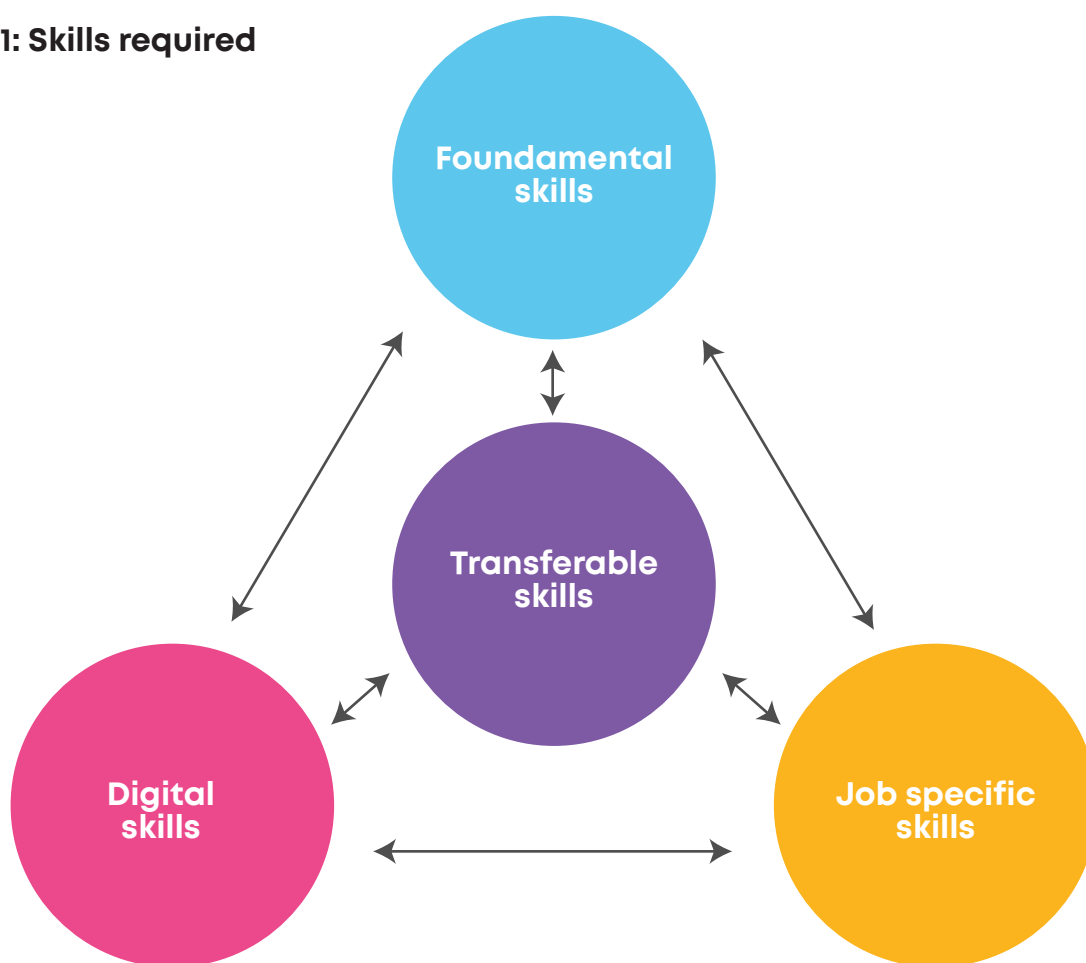 1: Skills required
Foundamental
skills
Transferable
skills
Digital
skills
Job specific
skills